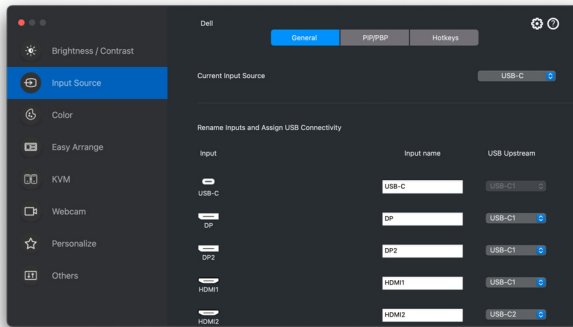 Dell
General PIP/PBP Hotkeys
Brightness / Contrast
Input Source
Color
Easy Arrange
KVM
Webcam
Personalize
Others
Current Input Source USB-C
Rename Inputs and Assign USB Connectivity
Input Input name USB Upstream
USB-C USB-C USB-C1
DP DP USB-C1
DP2 DP2 USB-C1
HDMI1 HDMI1 USB-C1
HDMI2 HDMI2 USB-C2